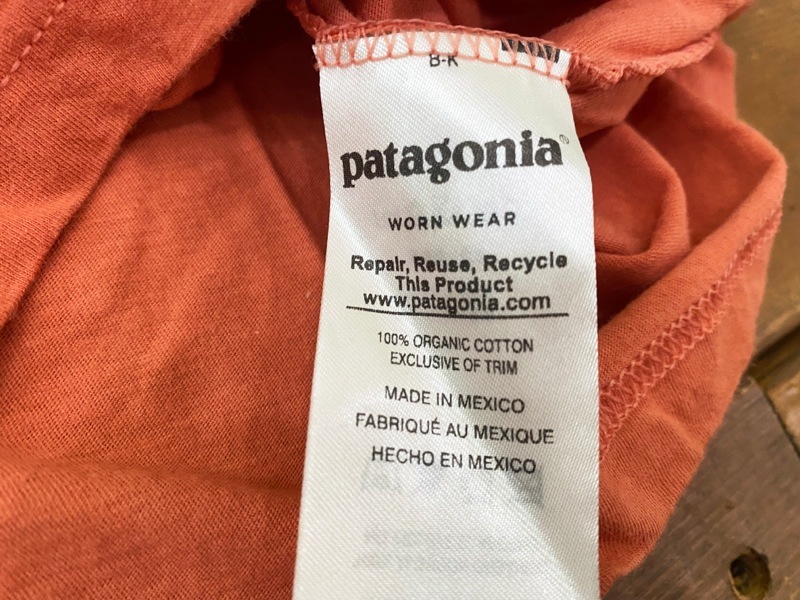 B-K
patagonia®
WORN WEAR
Repair, Reuse, Recycle
This Product
www.patagonia.com
100% ORGANIC COTTON
EXCLUSIVE OF TRIM
MADE IN MEXICO
FABRIQUÉ AU MEXIQUE
HECHO EN MEXICO